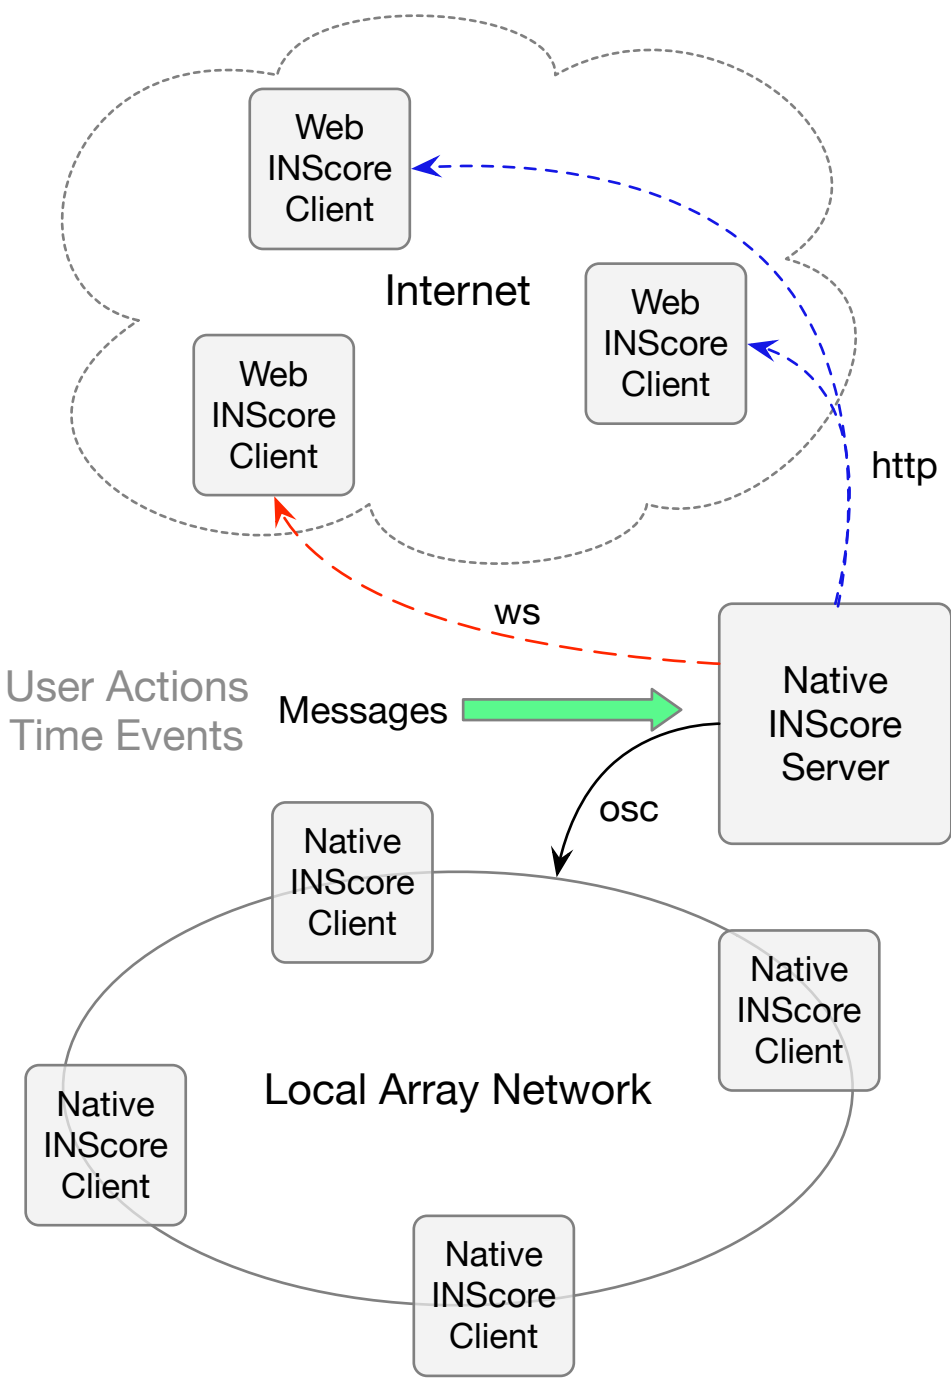 Web
INScore
Client
Internet
Web
INScore
Client
Web
INScore
Client
http
ws
User Actions
Time Events
Messages
Native
INScore
Server
osc
Native
INScore
Client
Native
INScore
Client
Local Array Network
Native
INScore
Client
Native
INScore
Client